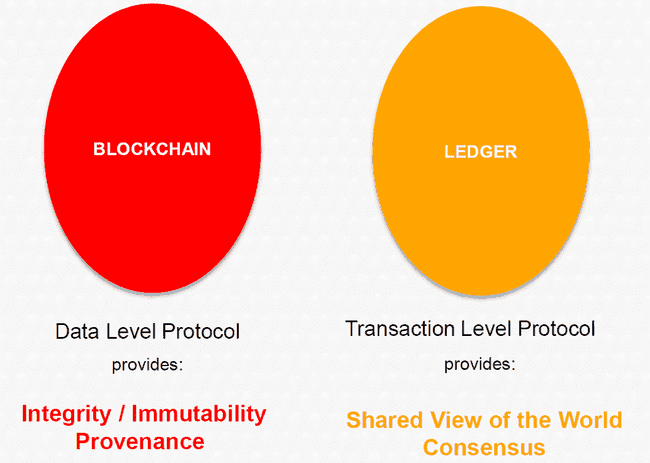 BLOCKCHAIN
Data Level Protocol
provides:
Integrity / Immutability
Provenance
LEDGER
Transaction Level Protocol
provides:
Shared View of the World
Consensus